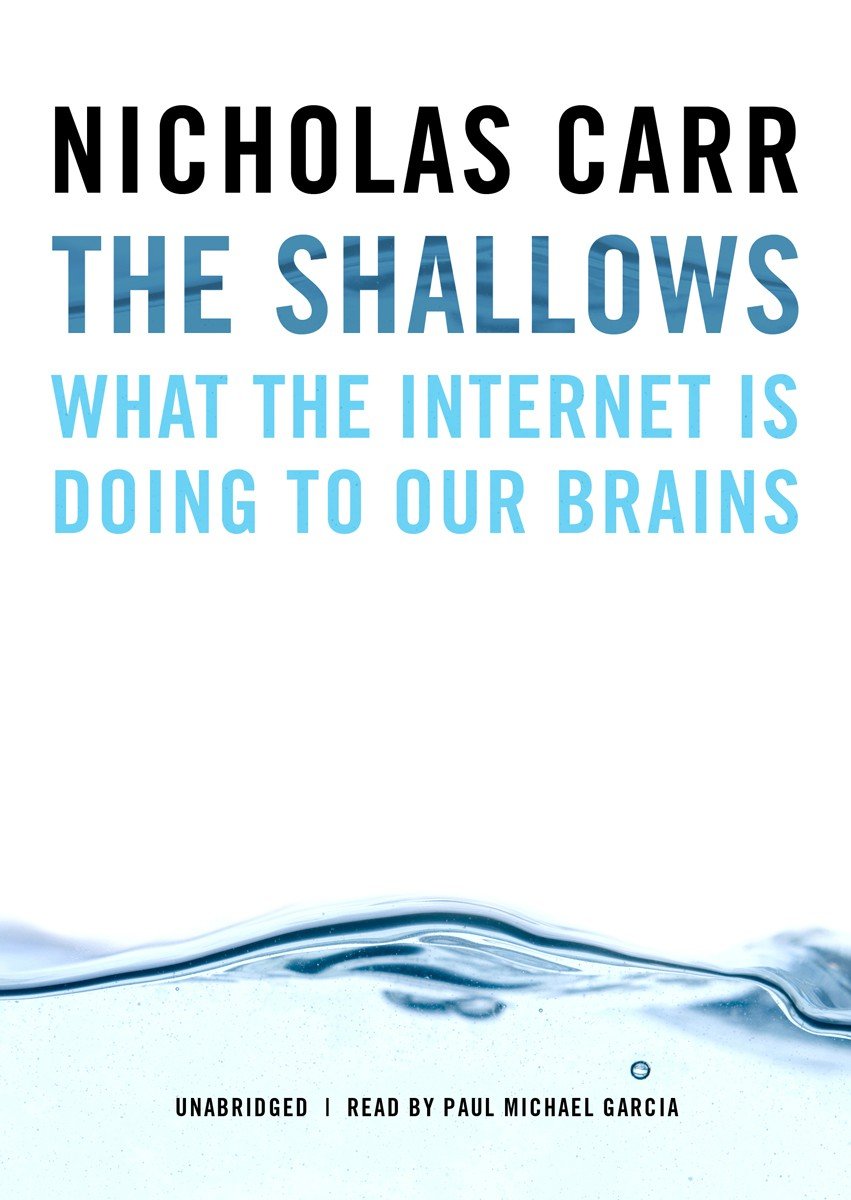 NICHOLAS CARR
THE SHALLOWS
WHAT THE INTERNET IS
DOING TO OUR BRAINS
UNABRIDGED | READ BY PAUL MICHAEL GARCIA